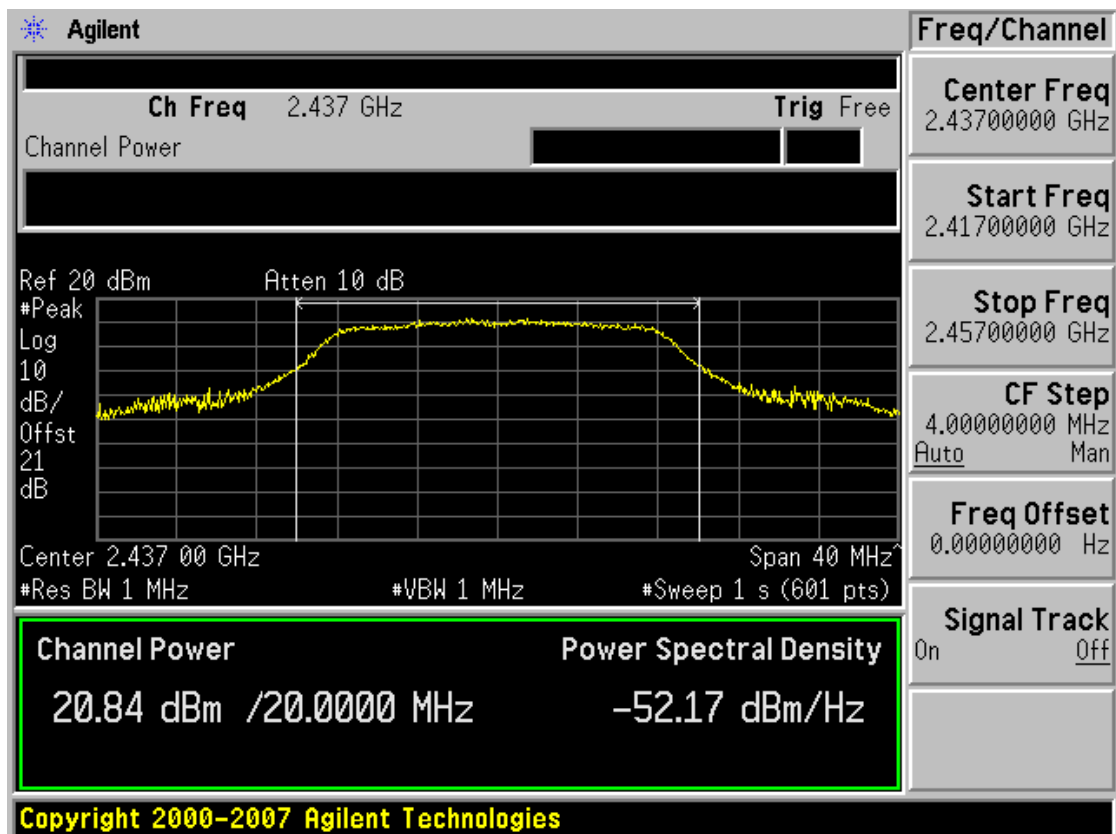 Agilent
Freq/Channel
Ch Freq 2.437 GHz Trig Free
Channel Power
Ref 20 dBm Atten 10 dB
#Peak
Log
10
dB/
Offst
21
dB
Center 2.437 00 GHz Span 40 MHz^
#Res BW 1 MHz #VBW 1 MHz #Sweep 1 s (601 pts)
Channel Power Power Spectral Density
20.84 dBm /20.0000 MHz -52.17 dBm/Hz
Center Freq
2.43700000 GHz
Start Freq
2.41700000 GHz
Stop Freq
2.45700000 GHz
CF Step
4.00000000 MHz
Auto Man
Freq Offset
0.00000000 Hz
Signal Track
On Off
Copyright 2000-2007 Agilent Technologies